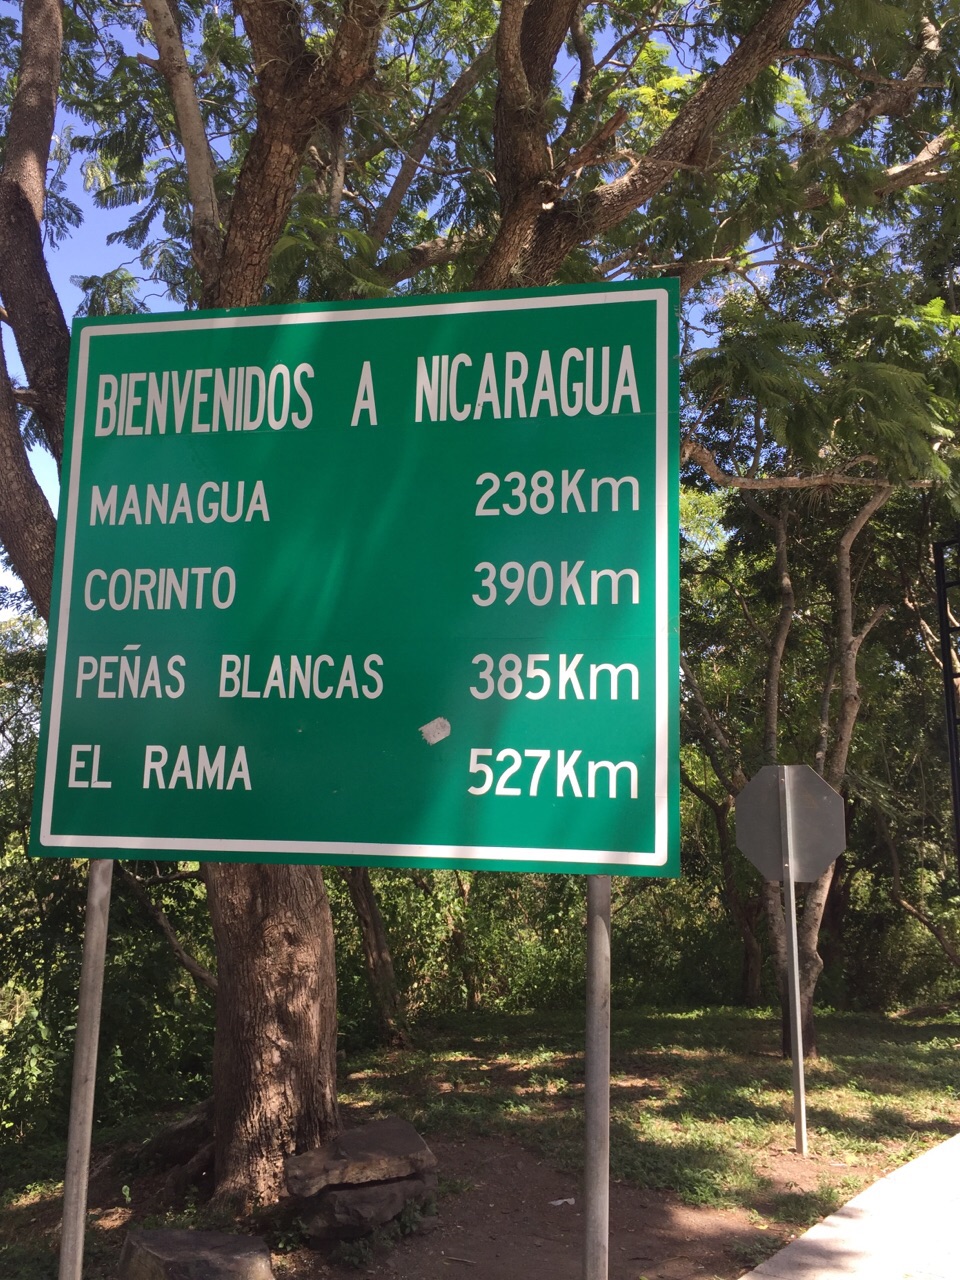 BIENVENIDOS A NICARAGUA
MANAGUA 238Km
CORINTO 390Km
PEÑAS BLANCAS 385Km
EL RAMA 527Km